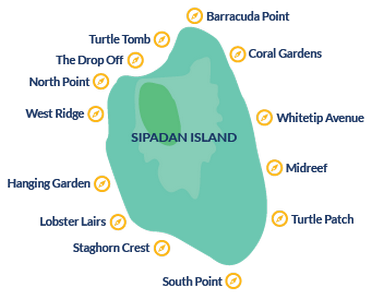 Barracuda Point
Turtle Tomb
Coral Gardens
The Drop Off
North Point
West Ridge
Whitetip Avenue
SIPADAN ISLAND
Midreef
Hanging Garden
Lobster Lairs
Turtle Patch
Staghorn Crest
South Point